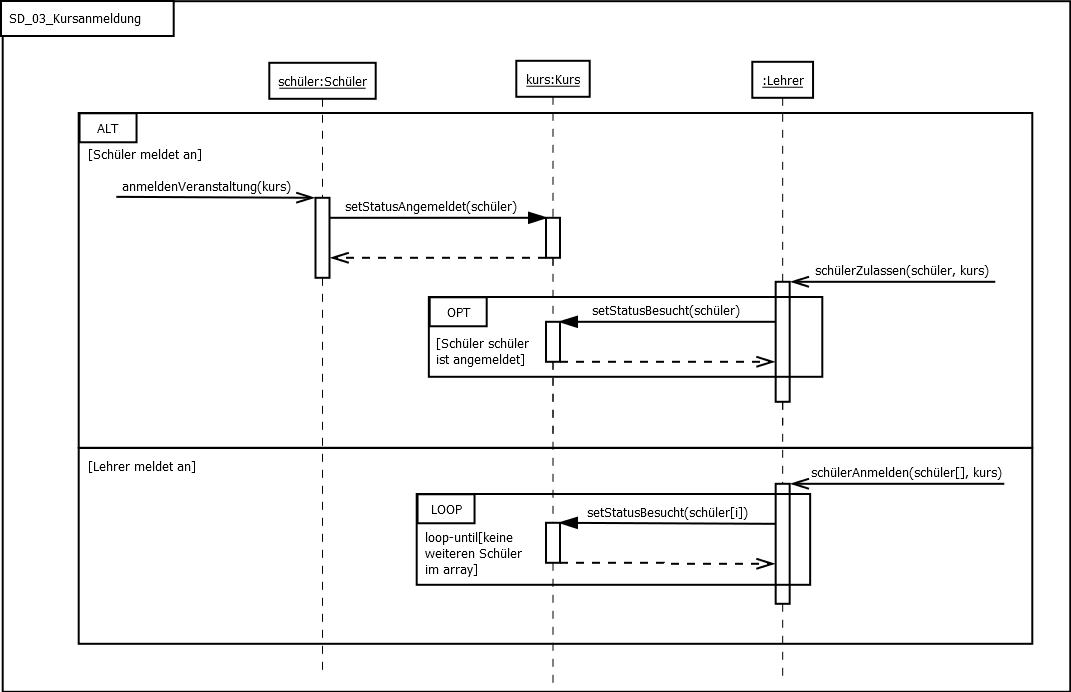 SD_03_Kursanmeldung
schüler:Schüler
kurs:Kurs
:Lehrer
ALT
[Schüler meldet an]
anmeldenVeranstaltung(kurs)
setStatusAngemeldet(schüler)
schülerZulassen(schüler, kurs)
OPT
setStatusBesucht(schüler)
[Schüler schüler
ist angemeldet]
[Lehrer meldet an]
schülerAnmelden(schüler[], kurs)
LOOP
setStatusBesucht(schüler[i])
loop-until[keine
weiteren Schüler
im array]